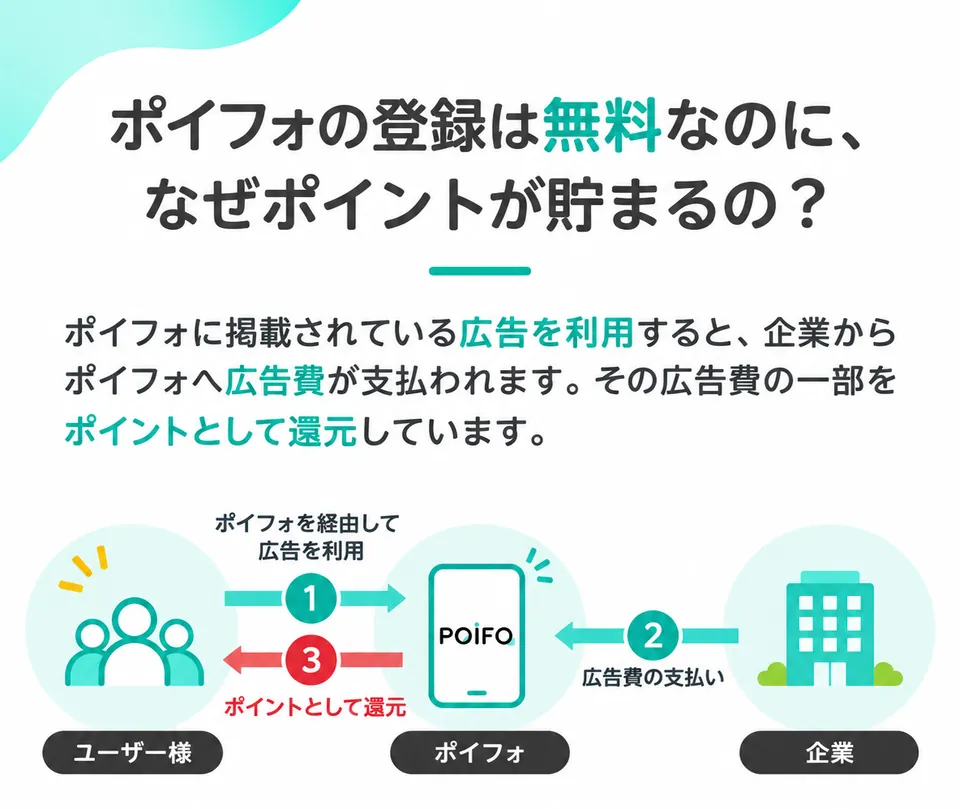 ポイフォの登録は無料なのに、
なぜポイントが貯まるの？
ポイフォに掲載されている広告を利用すると、企業から
ポイフォへ広告費が支払われます。その広告費の一部を
ポイントとして還元しています。
ポイフォを経由して
広告を利用
1
POiFO
2
3
広告費の支払い
ポイントとして還元
ユーザー様
ポイフォ
企業